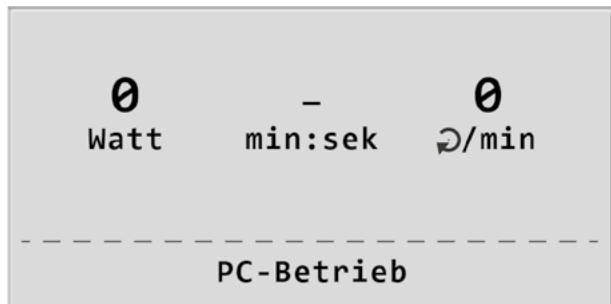 0 – 0
Watt min:sek /min
PC-Betrieb